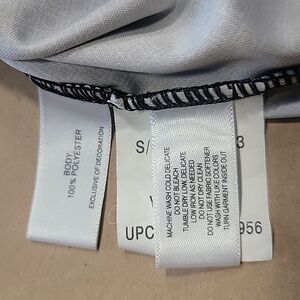 BODY:
100% POLYESTER
EXCLUSIVE OF DECORATION
S/
3
UPC
956
MACHINE WASH COLD DELICATE
DO NOT BLEACH
TUMBLE DRY LOW, DELICATE
LOW IRON AS NEEDED
DO NOT DRY CLEAN
DO NOT USE FABRIC SOFTENER
WASH WITH LIKE COLORS
TURN GARMENT INSIDE OUT